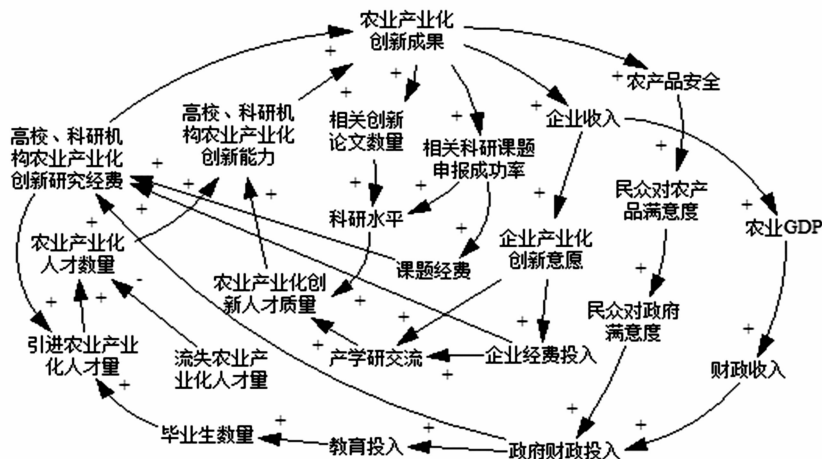 农业产业化
创新成果
农产品安全
高校、科研机
构农业产业化
创新能力
相关创新
论文数量
企业收入
高校、科研机
构农业产业化
创新研究经费
相关科研课题
申报成功率
民众对农产
品满意度
科研水平
农业GDP
农业产业化
人才数量
课题经费
企业产业化
创新意愿
农业产业化创
新人才质量
民众对政府
满意度
引进农业产业
化人才量
流失农业产
业化人才量
产学研交流
企业经费投入
财政收入
毕业生数量
教育投入
政府财政投入